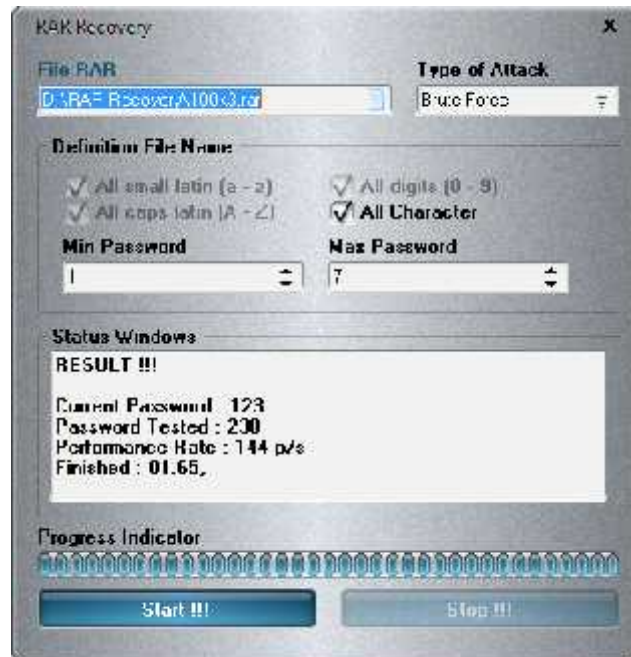 RAR Recovery x
File RAR Type of Attack
Brute Force
Definition File Name
All small latin (a - z) All digits (0 - 9)
All caps latin (A - Z) All Character
Min Password Max Password
1 7
Status Windows
RESULT !!!
Current Password : 123
Password Tested : 230
Performance Rate : 144 p/s
Finished : 01.65,
Progress Indicator
Start !!! Stop !!!